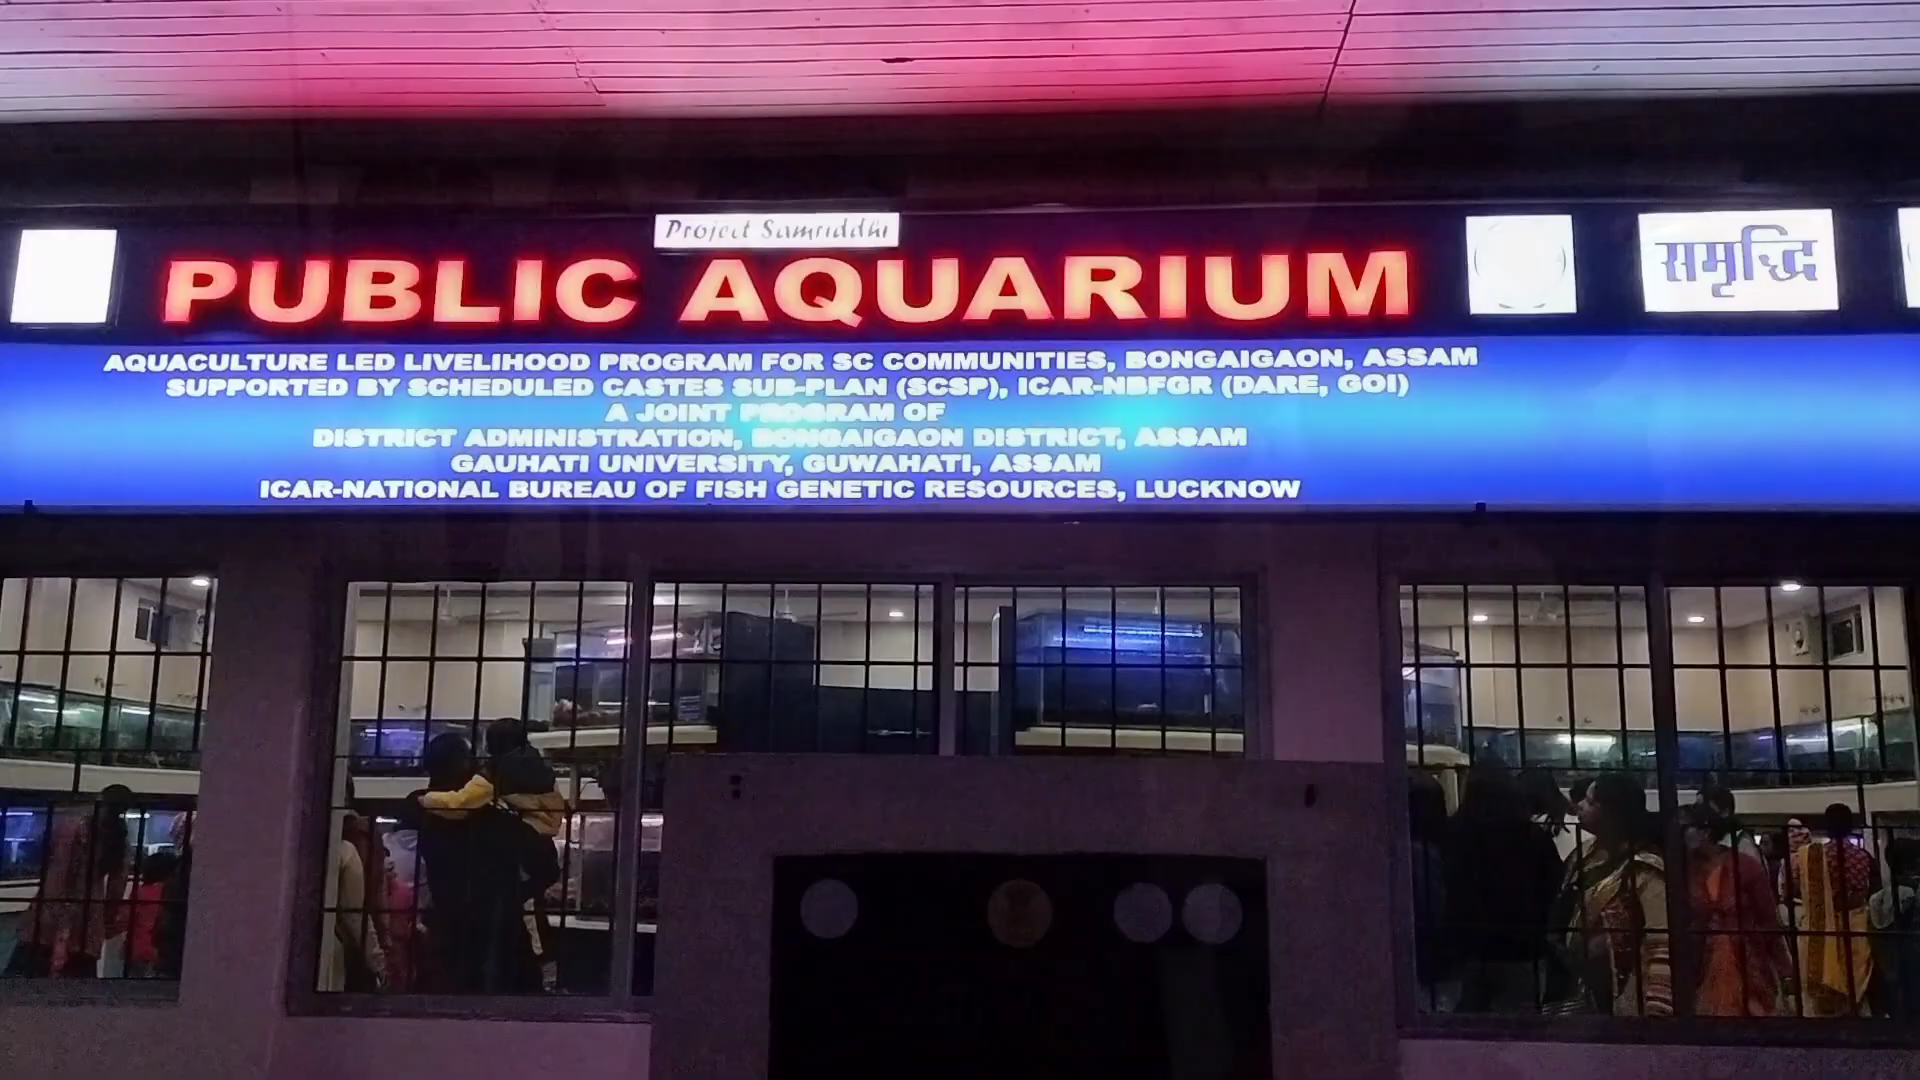 Project Samriddhi
PUBLIC AQUARIUM
समृद्धि
AQUACULTURE LED LIVELIHOOD PROGRAM FOR SC COMMUNITIES, BONGAIGAON, ASSAM
SUPPORTED BY SCHEDULED CASTES SUB-PLAN (SCSP), ICAR-NBFGR (DARE, GOI)
A JOINT PROGRAM OF
DISTRICT ADMINISTRATION, BONGAIGAON DISTRICT, ASSAM
GAUHATI UNIVERSITY, GUWAHATI, ASSAM
ICAR-NATIONAL BUREAU OF FISH GENETIC RESOURCES, LUCKNOW